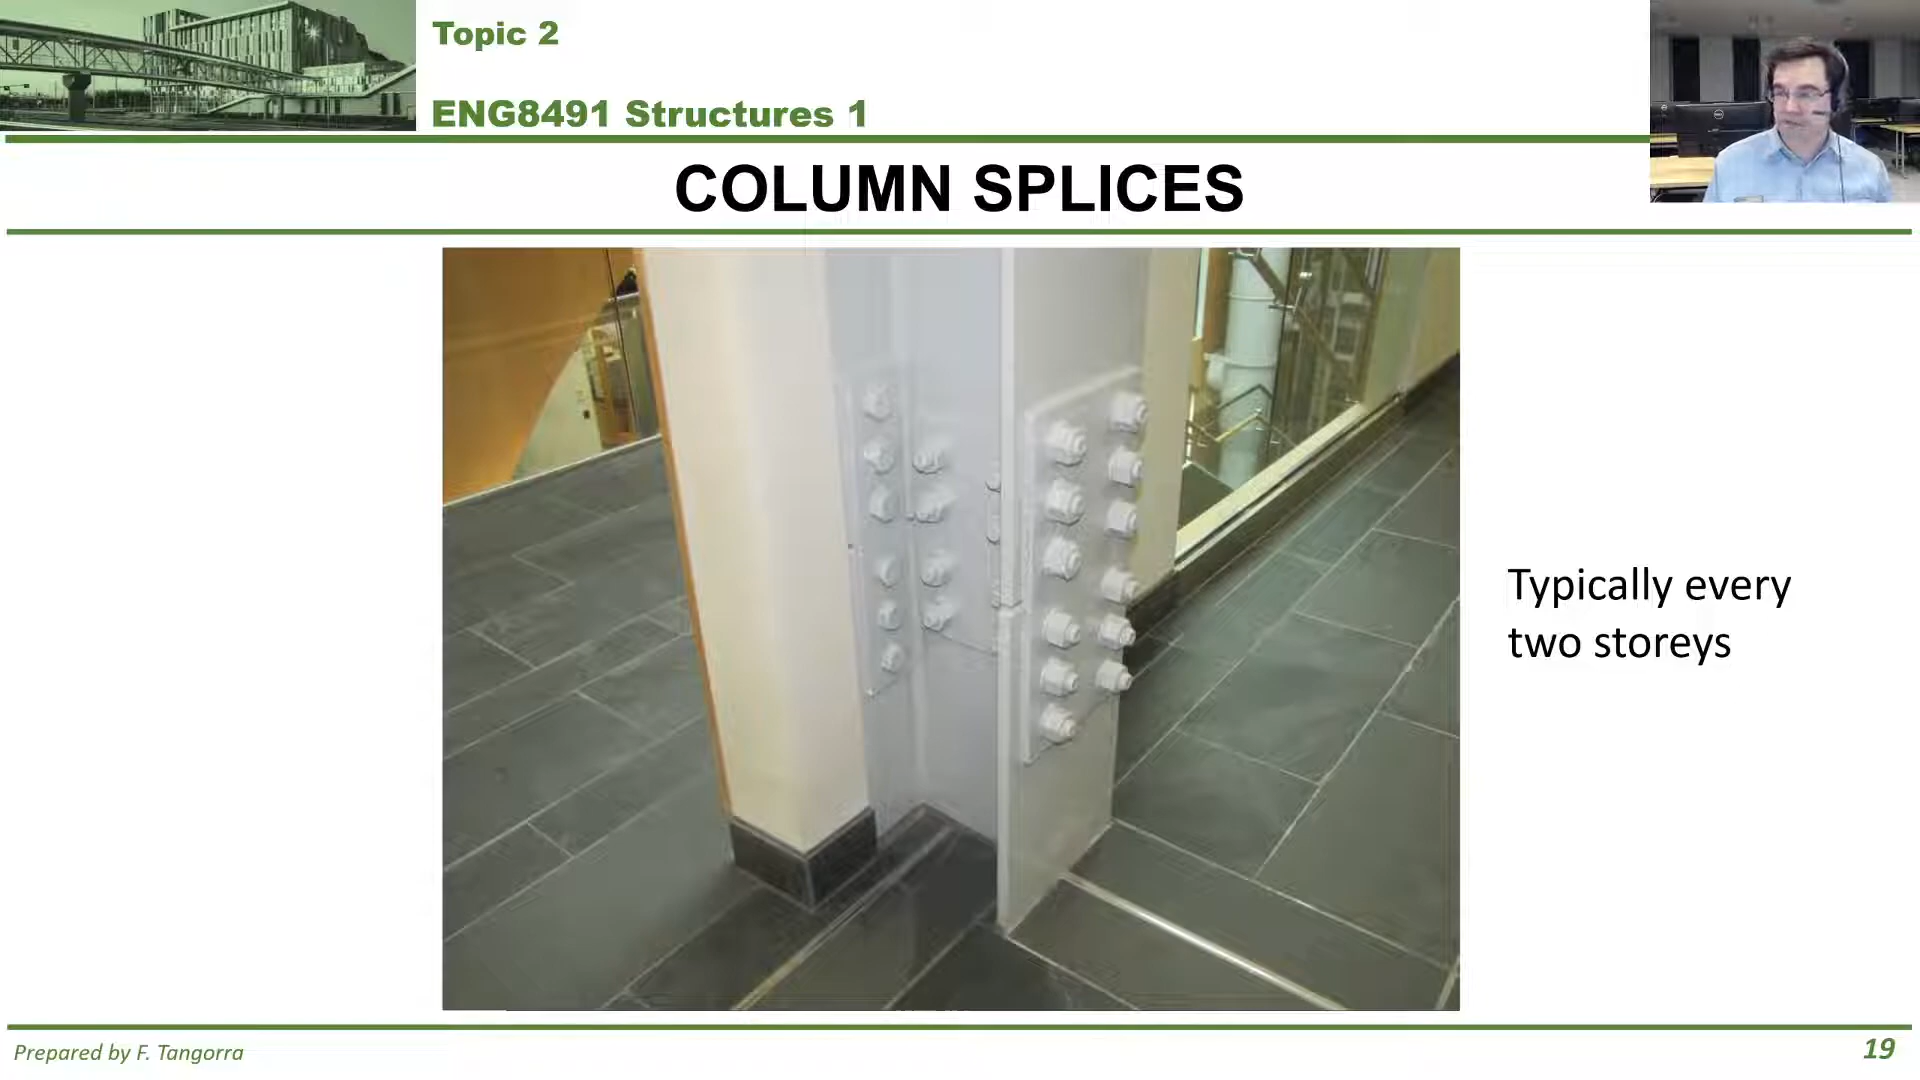 Topic 2
ENG8491 Structures 1
COLUMN SPLICES
Typically every
two storeys
Prepared by F. Tangorra
19